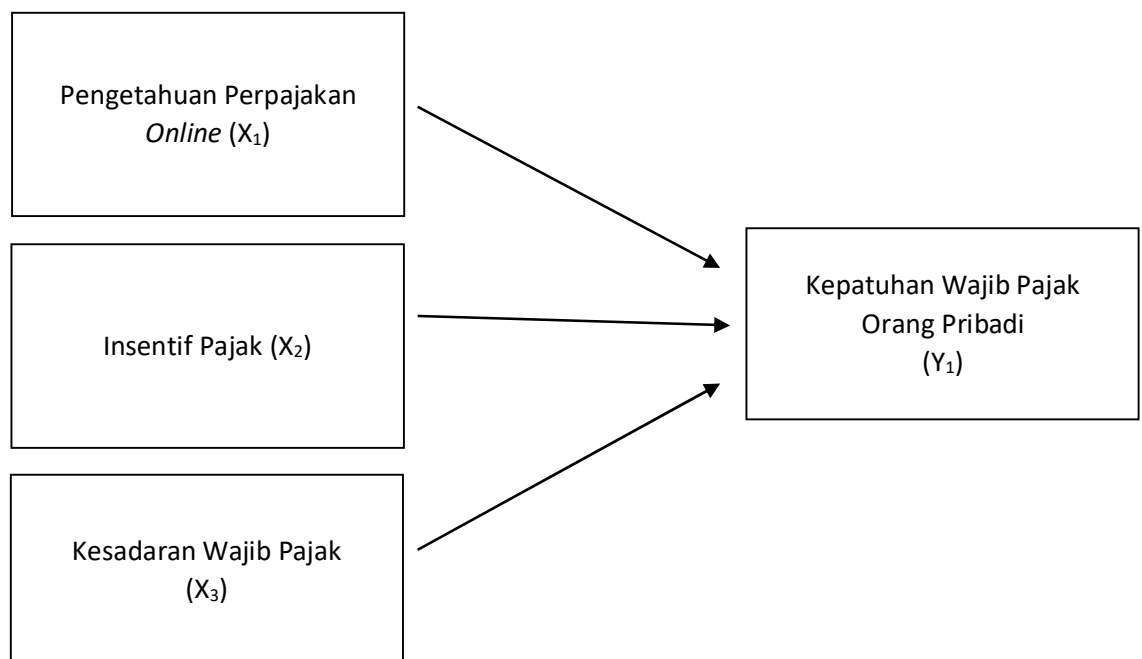 Pengetahuan Perpajakan
Online (X₁)
Insentif Pajak (X₂)
Kesadaran Wajib Pajak
(X₃)
Kepatuhan Wajib Pajak
Orang Pribadi
(Y₁)